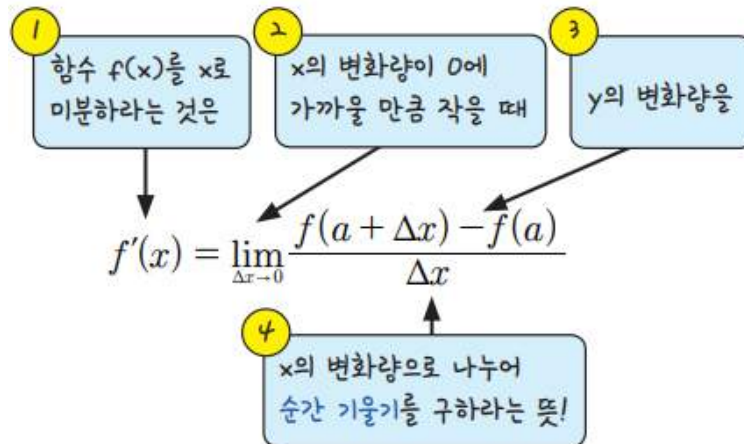 1
함수 f(x)를 x로
미분하라는 것은
2
x의 변화량이 0에
가까울 만큼 작을 때
3
y의 변화량을
f′(x) = lim Δx→0 f(a + Δx) − f(a) / Δx
4
x의 변화량으로 나누어
순간 기울기를 구하라는 뜻!